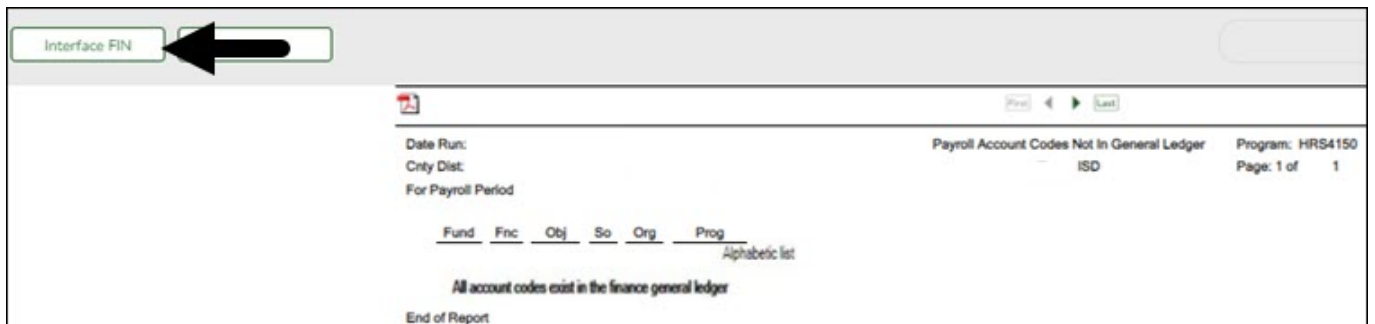 Interface FIN
First Last
Date Run: Payroll Account Codes Not In General Ledger Program: HRS4150
Cnty Dist: ISD Page: 1 of 1
For Payroll Period
Fund Fnc Obj So Org Prog
Alphabetic list
All account codes exist in the finance general ledger
End of Report